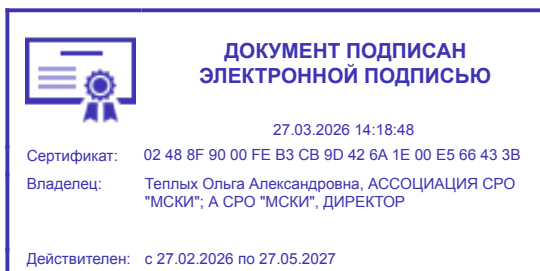 ДОКУМЕНТ ПОДПИСАН
ЭЛЕКТРОННОЙ ПОДПИСЬЮ
27.03.2026 14:18:48
Сертификат: 02 48 8F 90 00 FE B3 CB 9D 42 6A 1E 00 E5 66 43 3B
Владелец: Теплых Ольга Александровна, АССОЦИАЦИЯ СРО
"МСКИ"; А СРО "МСКИ", ДИРЕКТОР
Действителен: с 27.02.2026 по 27.05.2027